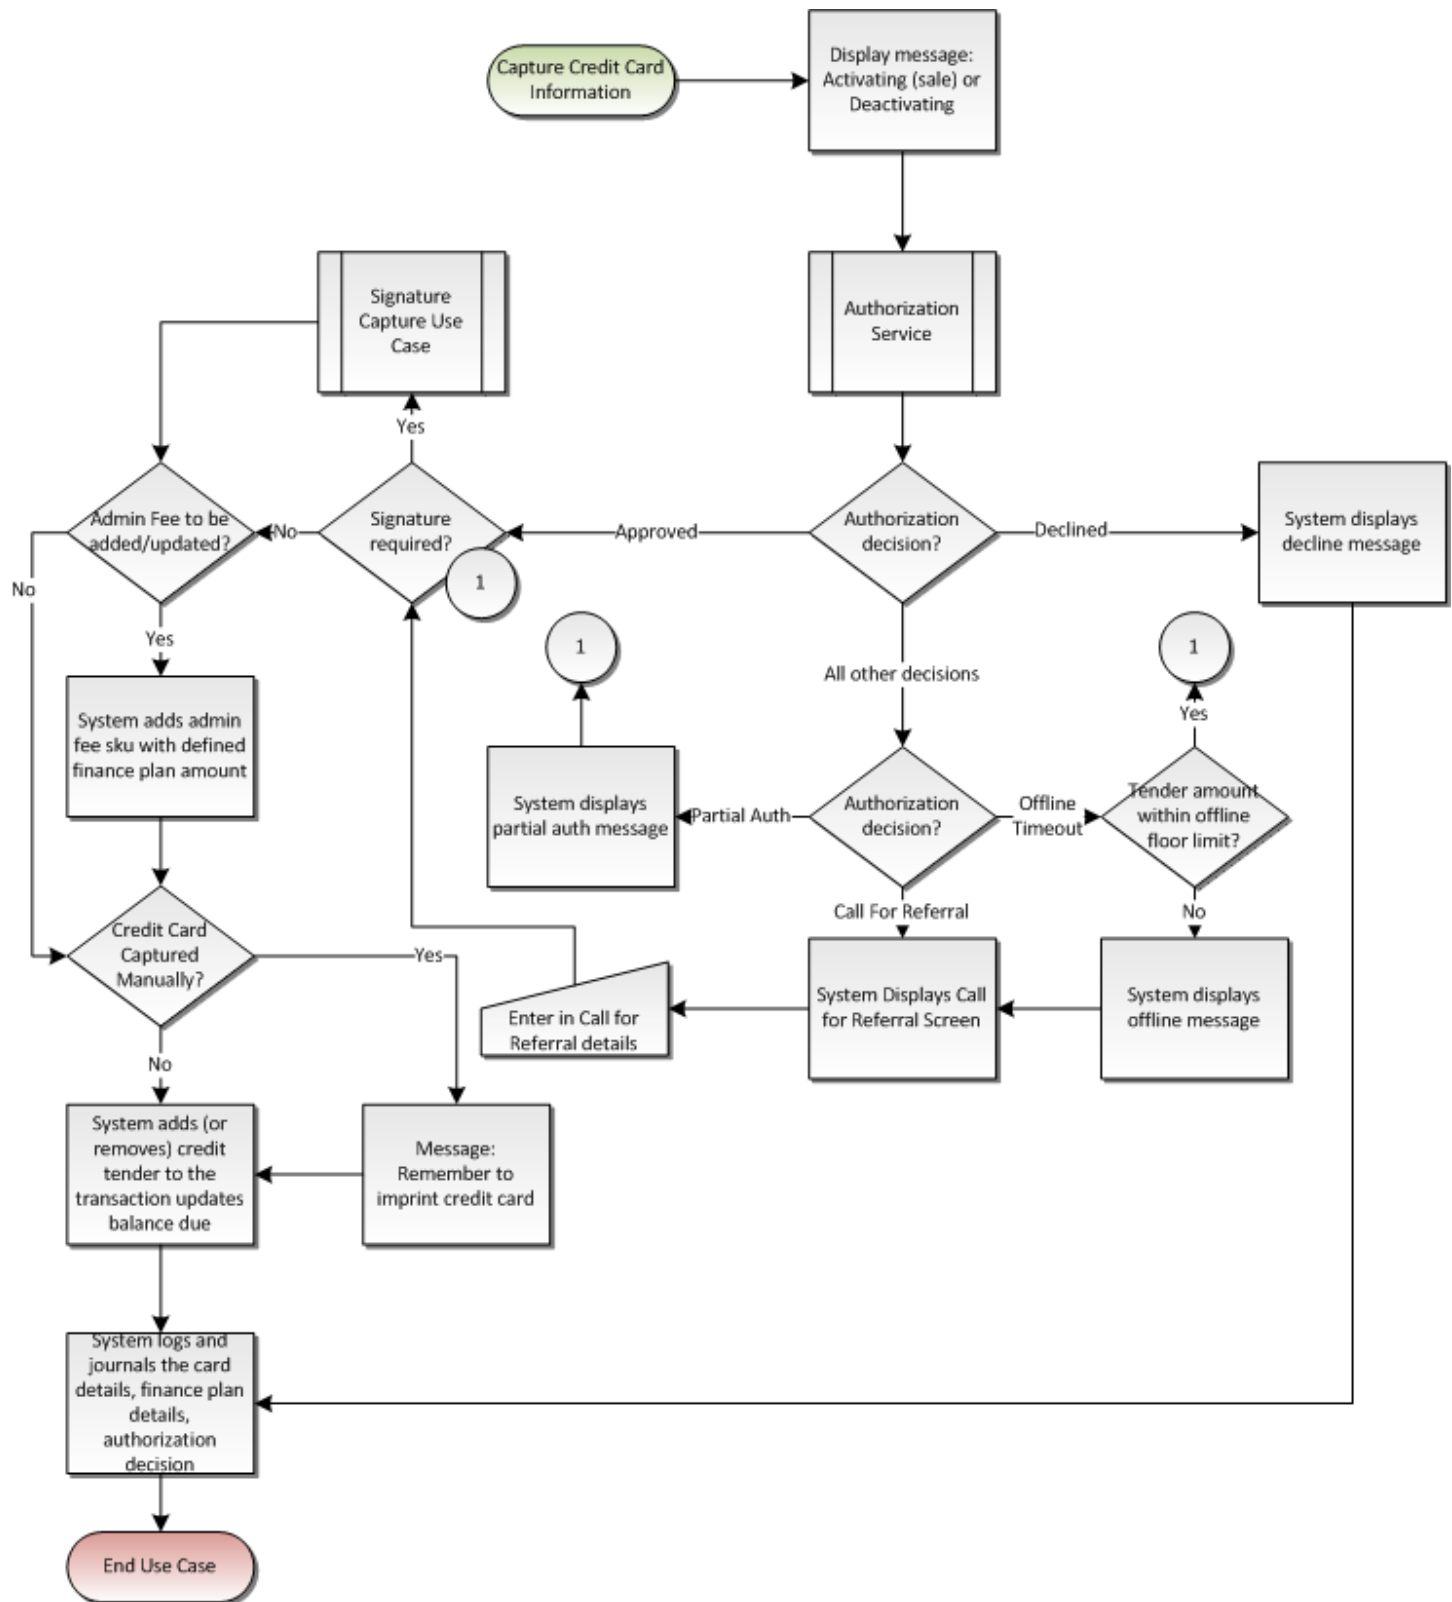 Capture Credit Card
Information
Display message:
Activating (sale) or
Deactivating
Signature
Capture Use
Case
Authorization
Service
Yes
Admin Fee to be
added/updated?
No
Signature
required?
1
Approved
Authorization
decision?
Declined
System displays
decline message
No
Yes
1
All other decisions
1
Yes
System adds admin
fee sku with defined
finance plan amount
System displays
partial auth message
Partial Auth
Authorization
decision?
Offline
Timeout
Tender amount
within offline
floor limit?
Call For Referral
No
Credit Card
Captured
Manually?
Yes
Enter in Call for
Referral details
System Displays Call
for Referral Screen
System displays
offline message
No
System adds (or
removes) credit
tender to the
transaction updates
balance due
Message:
Remember to
imprint credit card
System logs and
journals the card
details, finance plan
details,
authorization
decision
End Use Case